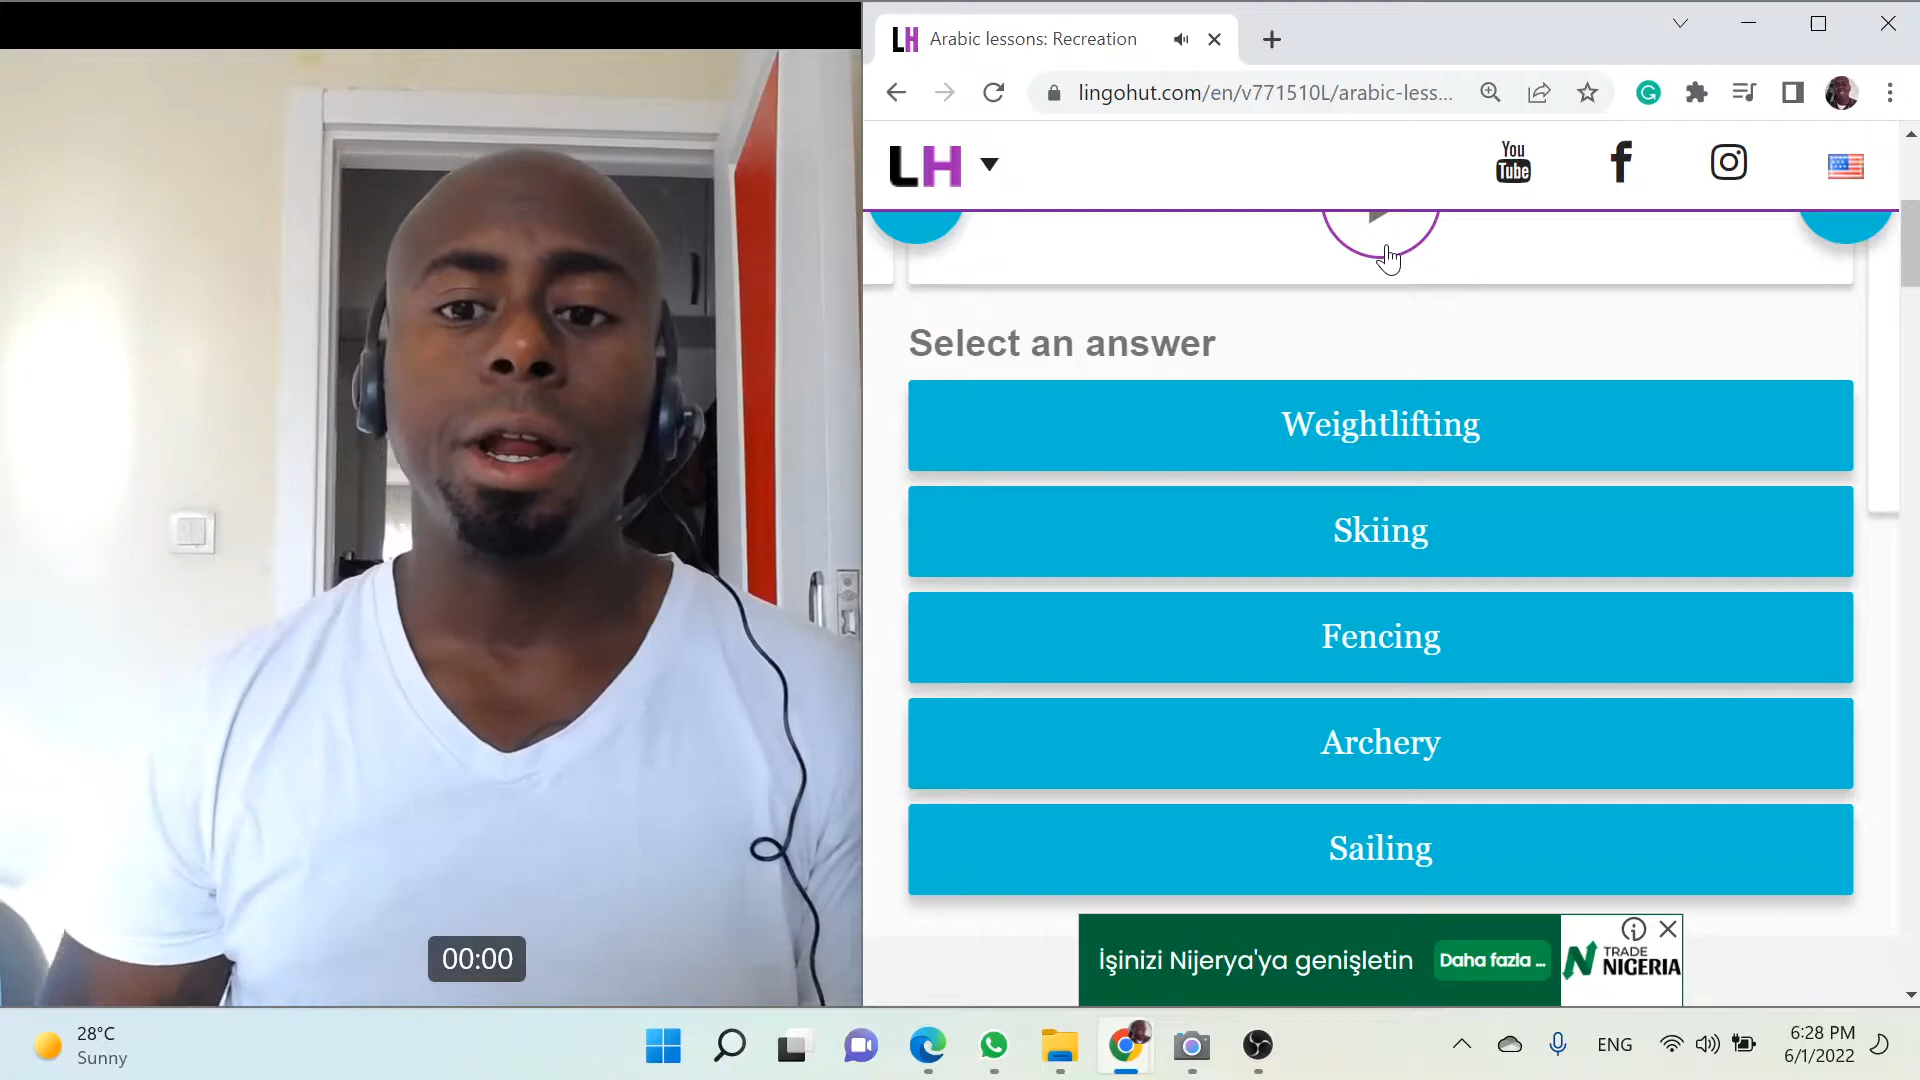 LH Arabic lessons: Recreation
lingohut.com/en/v771510L/arabic-less...
LH
You
Tube
Select an answer
Weightlifting
Skiing
Fencing
Archery
Sailing
00:00
İşinizi Nijerya'ya genişletin
Daha fazla ...
TRADE
NIGERIA
28°C
Sunny
ENG
6:28 PM
6/1/2022